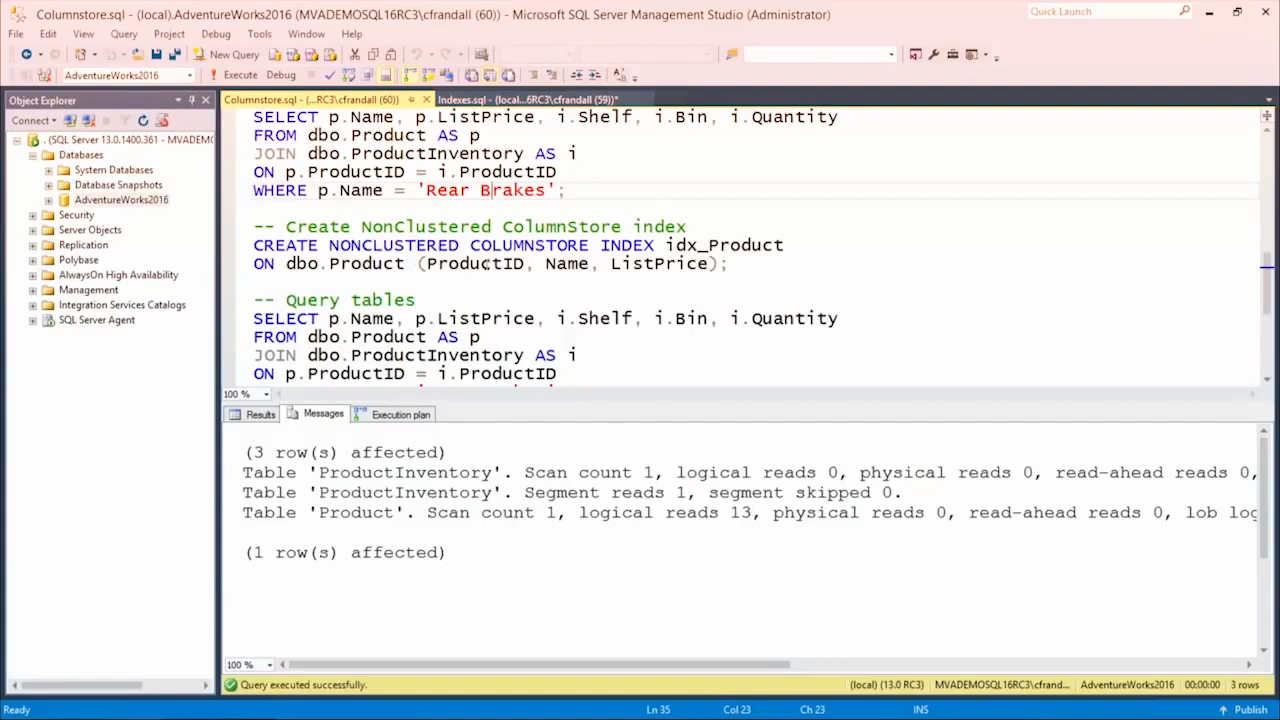 Columnstore.sql - (local).AdventureWorks2016 (MVADEMOSQL16RC3\cfrandall (60)) - Microsoft SQL Server Management Studio (Administrator)
Quick Launch
File Edit View Query Project Debug Tools Window Help
New Query
AdventureWorks2016 Execute Debug
Object Explorer
Columnstore.sql - (...RC3\cfrandall (60)) Indexes.sql - (local...6RC3\cfrandall (59))*
Connect
. (SQL Server 13.0.1400.361 - MVADEMO
Databases
System Databases
Database Snapshots
AdventureWorks2016
Security
Server Objects
Replication
Polybase
AlwaysOn High Availability
Management
Integration Services Catalogs
SQL Server Agent
SELECT p.Name, p.ListPrice, i.Shelf, i.Bin, i.Quantity
FROM dbo.Product AS p
JOIN dbo.ProductInventory AS i
ON p.ProductID = i.ProductID
WHERE p.Name = 'Rear Brakes';
-- Create NonClustered ColumnStore index
CREATE NONCLUSTERED COLUMNSTORE INDEX idx_Product
ON dbo.Product (ProductID, Name, ListPrice);
-- Query tables
SELECT p.Name, p.ListPrice, i.Shelf, i.Bin, i.Quantity
FROM dbo.Product AS p
JOIN dbo.ProductInventory AS i
ON p.ProductID = i.ProductID
100 %
Results Messages Execution plan
(3 row(s) affected)
Table 'ProductInventory'. Scan count 1, logical reads 0, physical reads 0, read-ahead reads 0,
Table 'ProductInventory'. Segment reads 1, segment skipped 0.
Table 'Product'. Scan count 1, logical reads 13, physical reads 0, read-ahead reads 0, lob log
(1 row(s) affected)
100 %
Query executed successfully. (local) (13.0 RC3) MVADEMOSQL16RC3\cfrand... AdventureWorks2016 00:00:00 3 rows
Ready Ln 35 Col 23 Ch 23 INS Publish